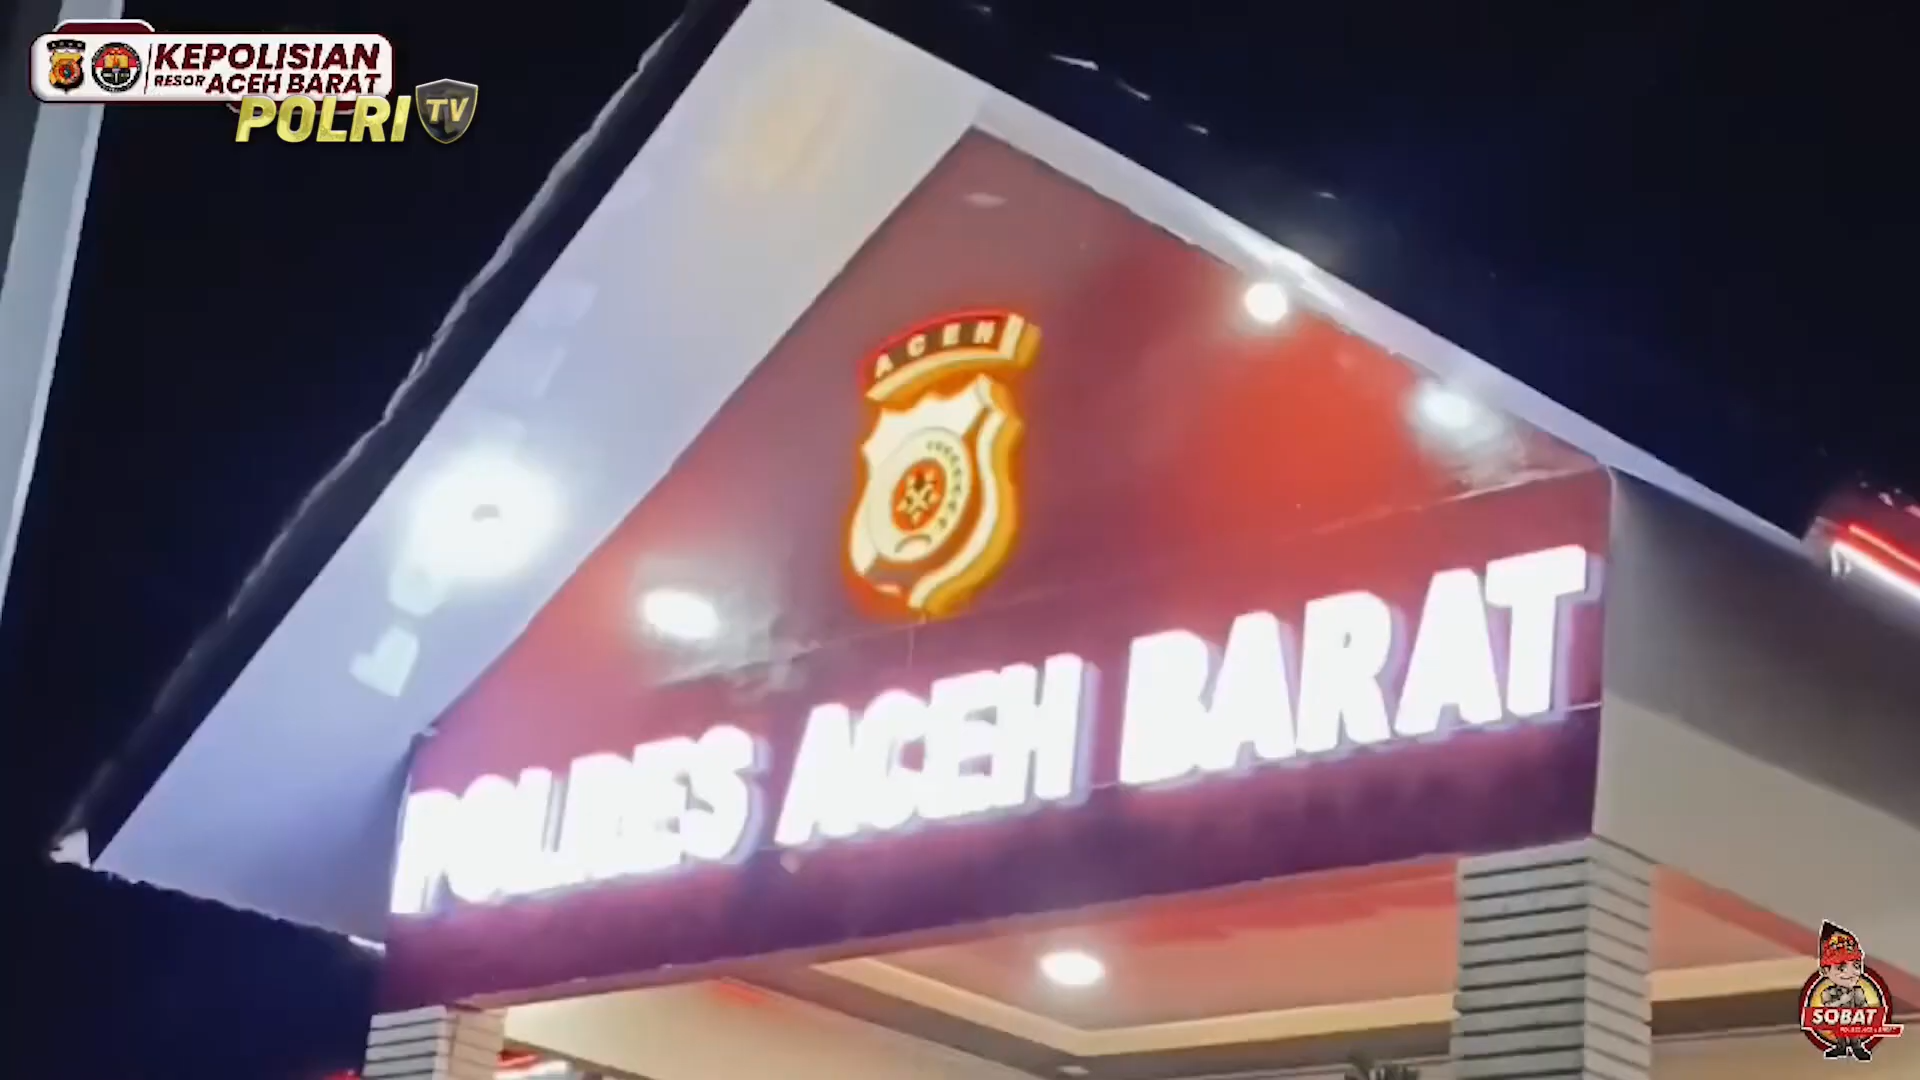 KEPOLISIAN
RESOR ACEH BARAT
POLRI TV
ACEH
POLRES ACEH BARAT
SOBAT